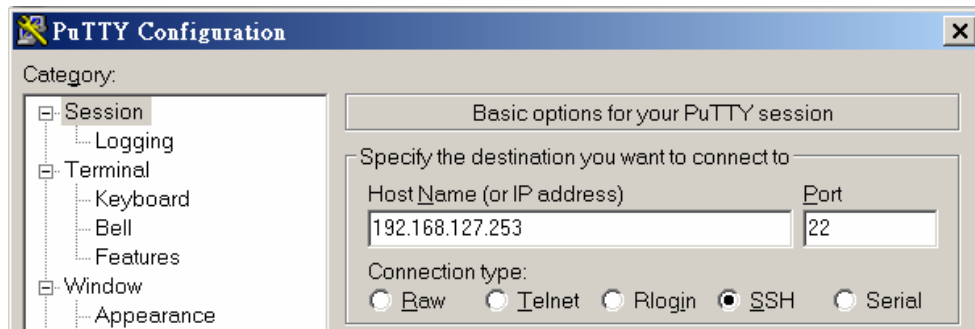 PuTTY Configuration
Category:
Session
Logging
Terminal
Keyboard
Bell
Features
Window
Appearance
Basic options for your PuTTY session
Specify the destination you want to connect to
Host Name (or IP address)
Port
192.168.127.253
22
Connection type:
Raw Telnet Rlogin SSH Serial